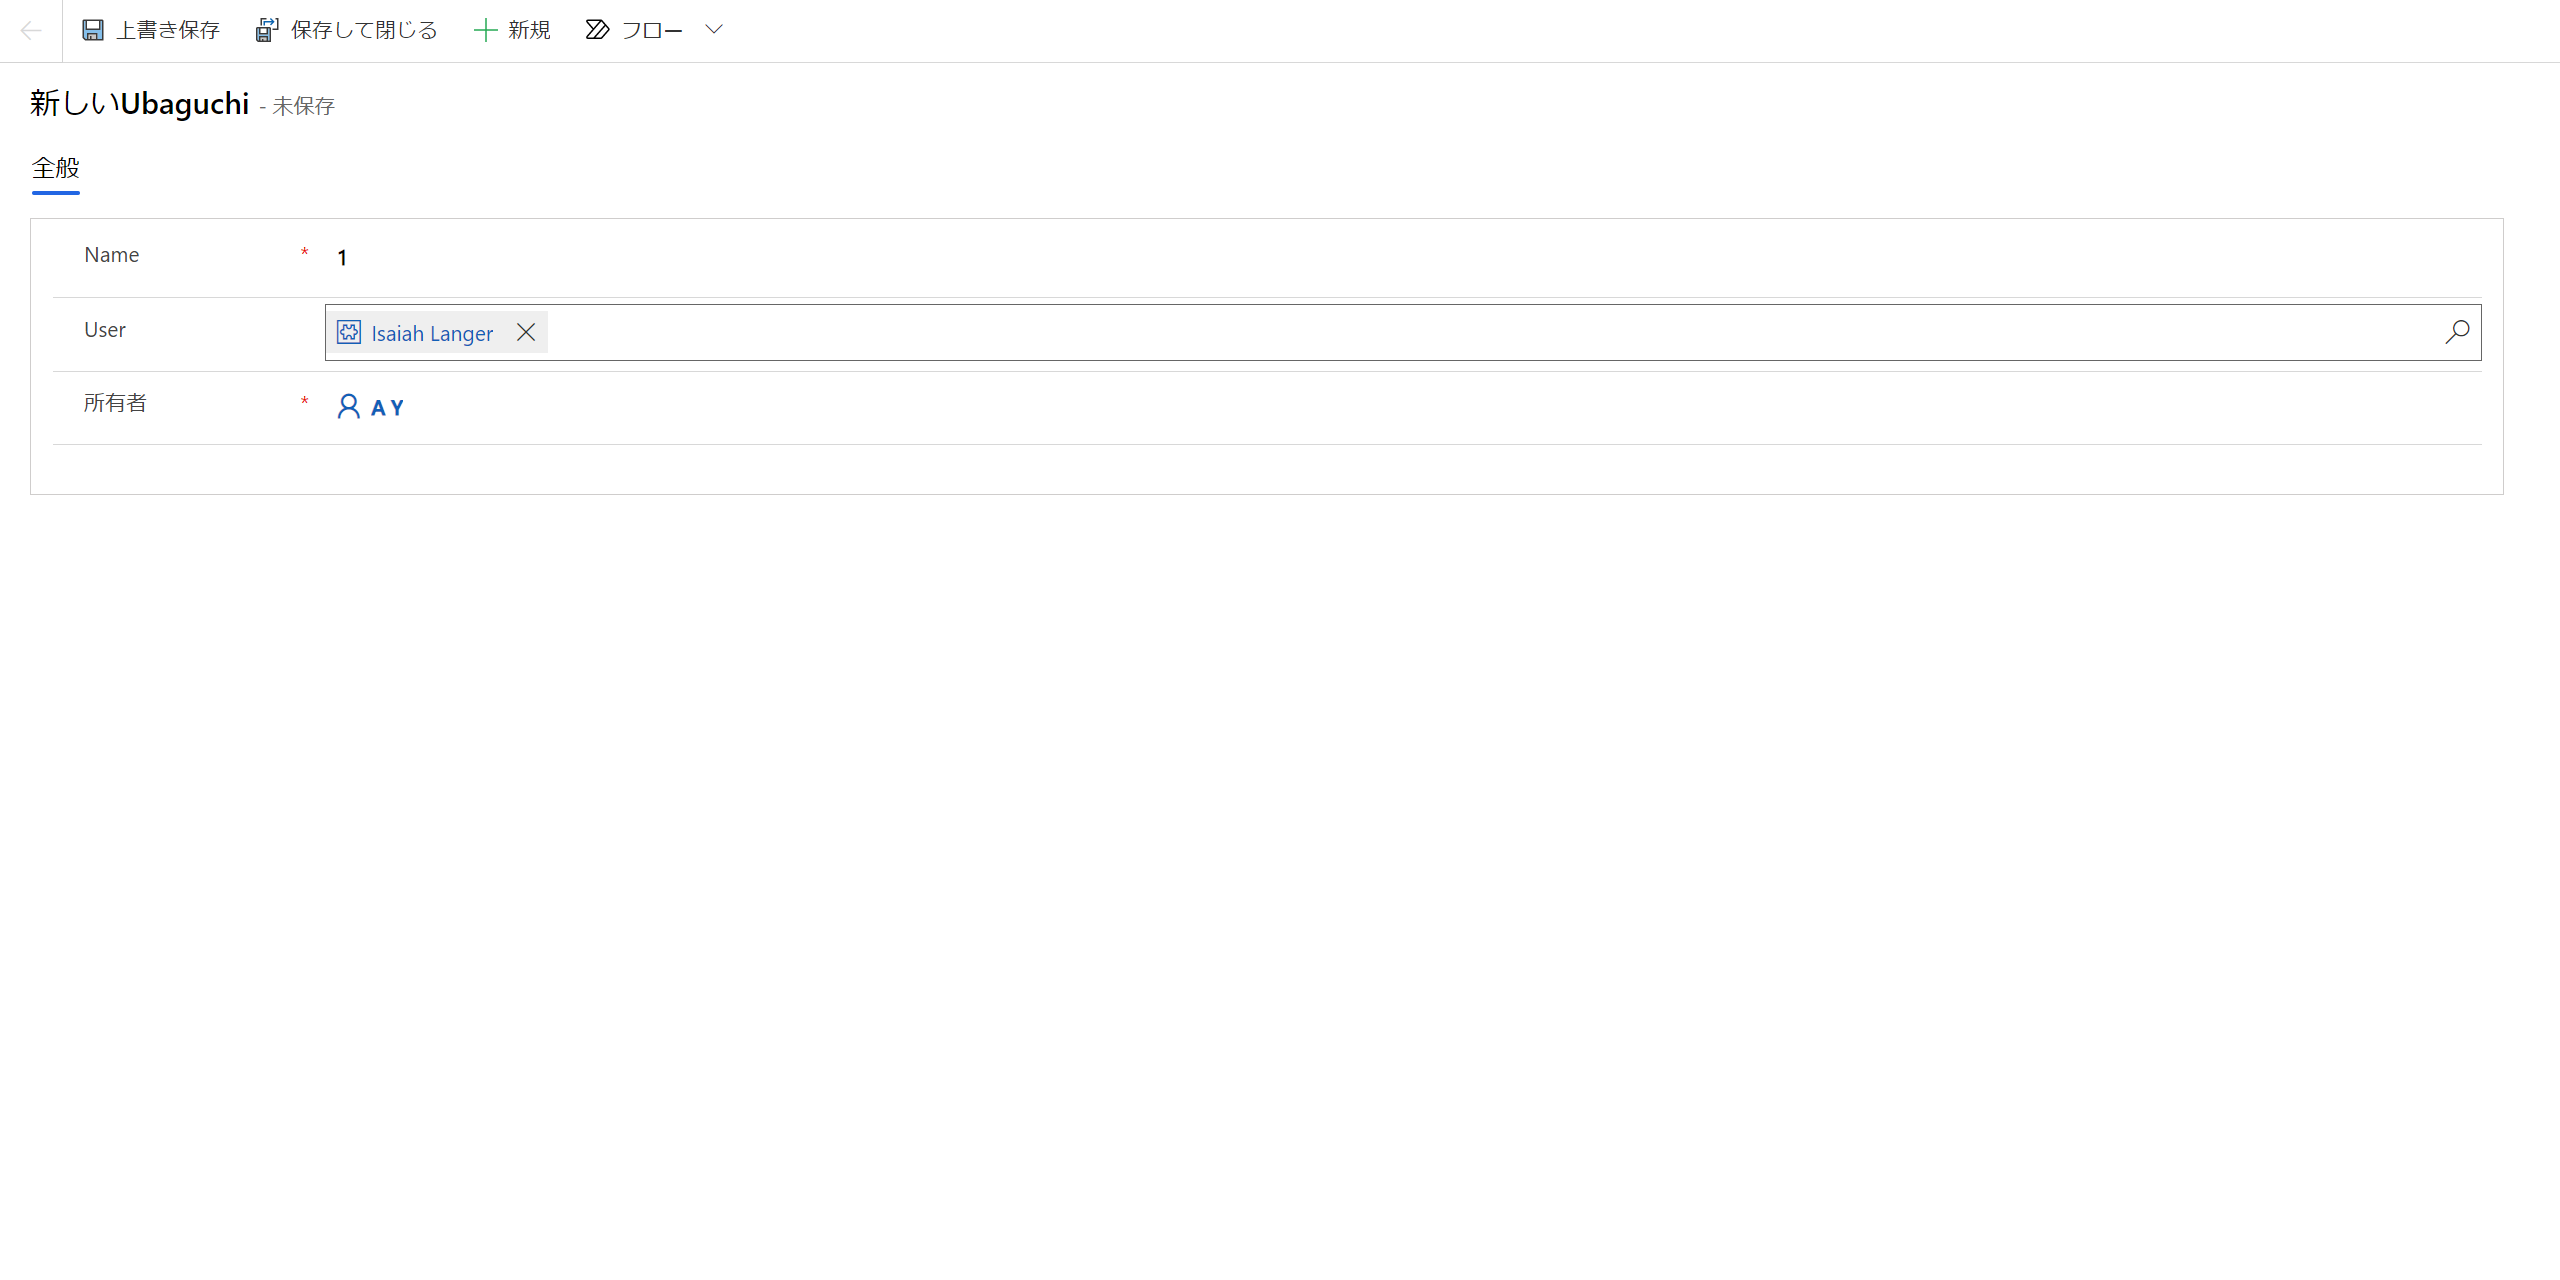 上書き保存 保存して閉じる 新規 フロー
新しいUbaguchi - 未保存
全般
Name * 1
User Isaiah Langer
所有者 * A Y